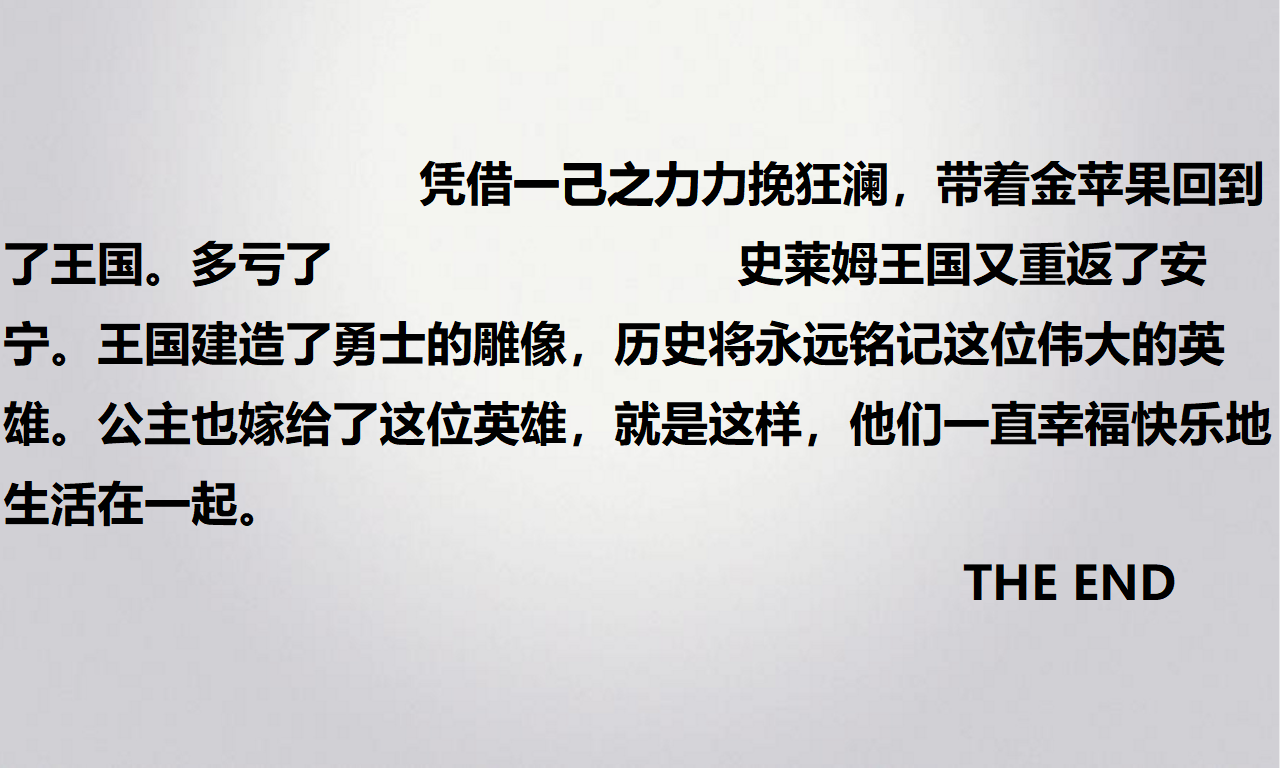 凭借一己之力力挽狂澜，带着金苹果回到
了王国。多亏了 史莱姆王国又重返了安
宁。王国建造了勇士的雕像，历史将永远铭记这位伟大的英
雄。公主也嫁给了这位英雄，就是这样，他们一直幸福快乐地
生活在一起。
THE END